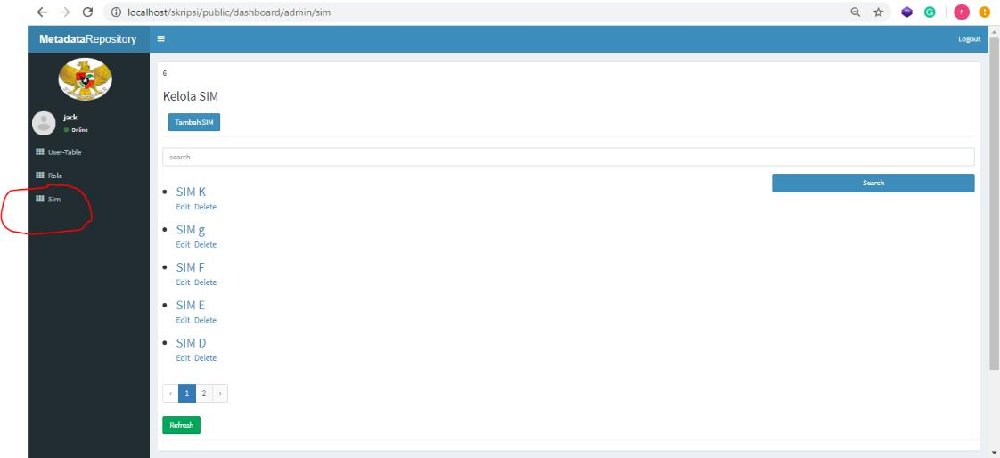 localhost/skripsi/public/dashboard/admin/sim
G
r
MetadataRepository
Logout
jack
Online
User-Table
Role
Sim
6
Kelola SIM
Tambah SIM
search
Search
SIM K
Edit Delete
SIM g
Edit Delete
SIM F
Edit Delete
SIM E
Edit Delete
SIM D
Edit Delete
‹ 1 2 ›
Refresh